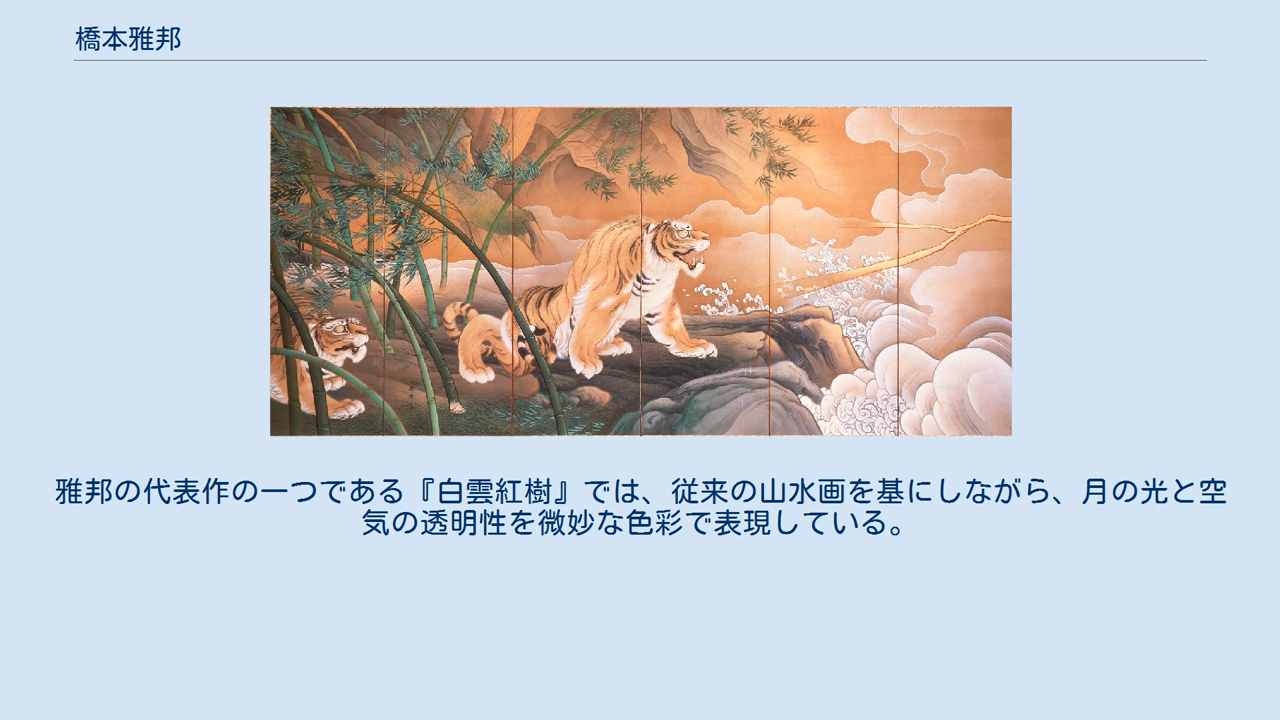 橋本雅邦
雅邦の代表作の一つである『白雲紅樹』では、従来の山水画を基にしながら、月の光と空
気の透明性を微妙な色彩で表現している。